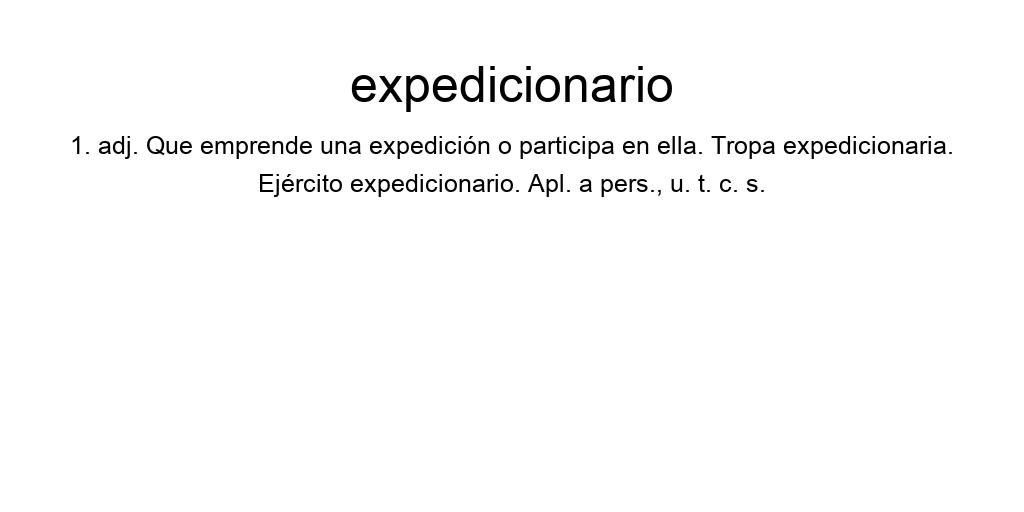 expedicionario
1. adj. Que emprende una expedición o participa en ella. Tropa expedicionaria.
Ejército expedicionario. Apl. a pers., u. t. c. s.